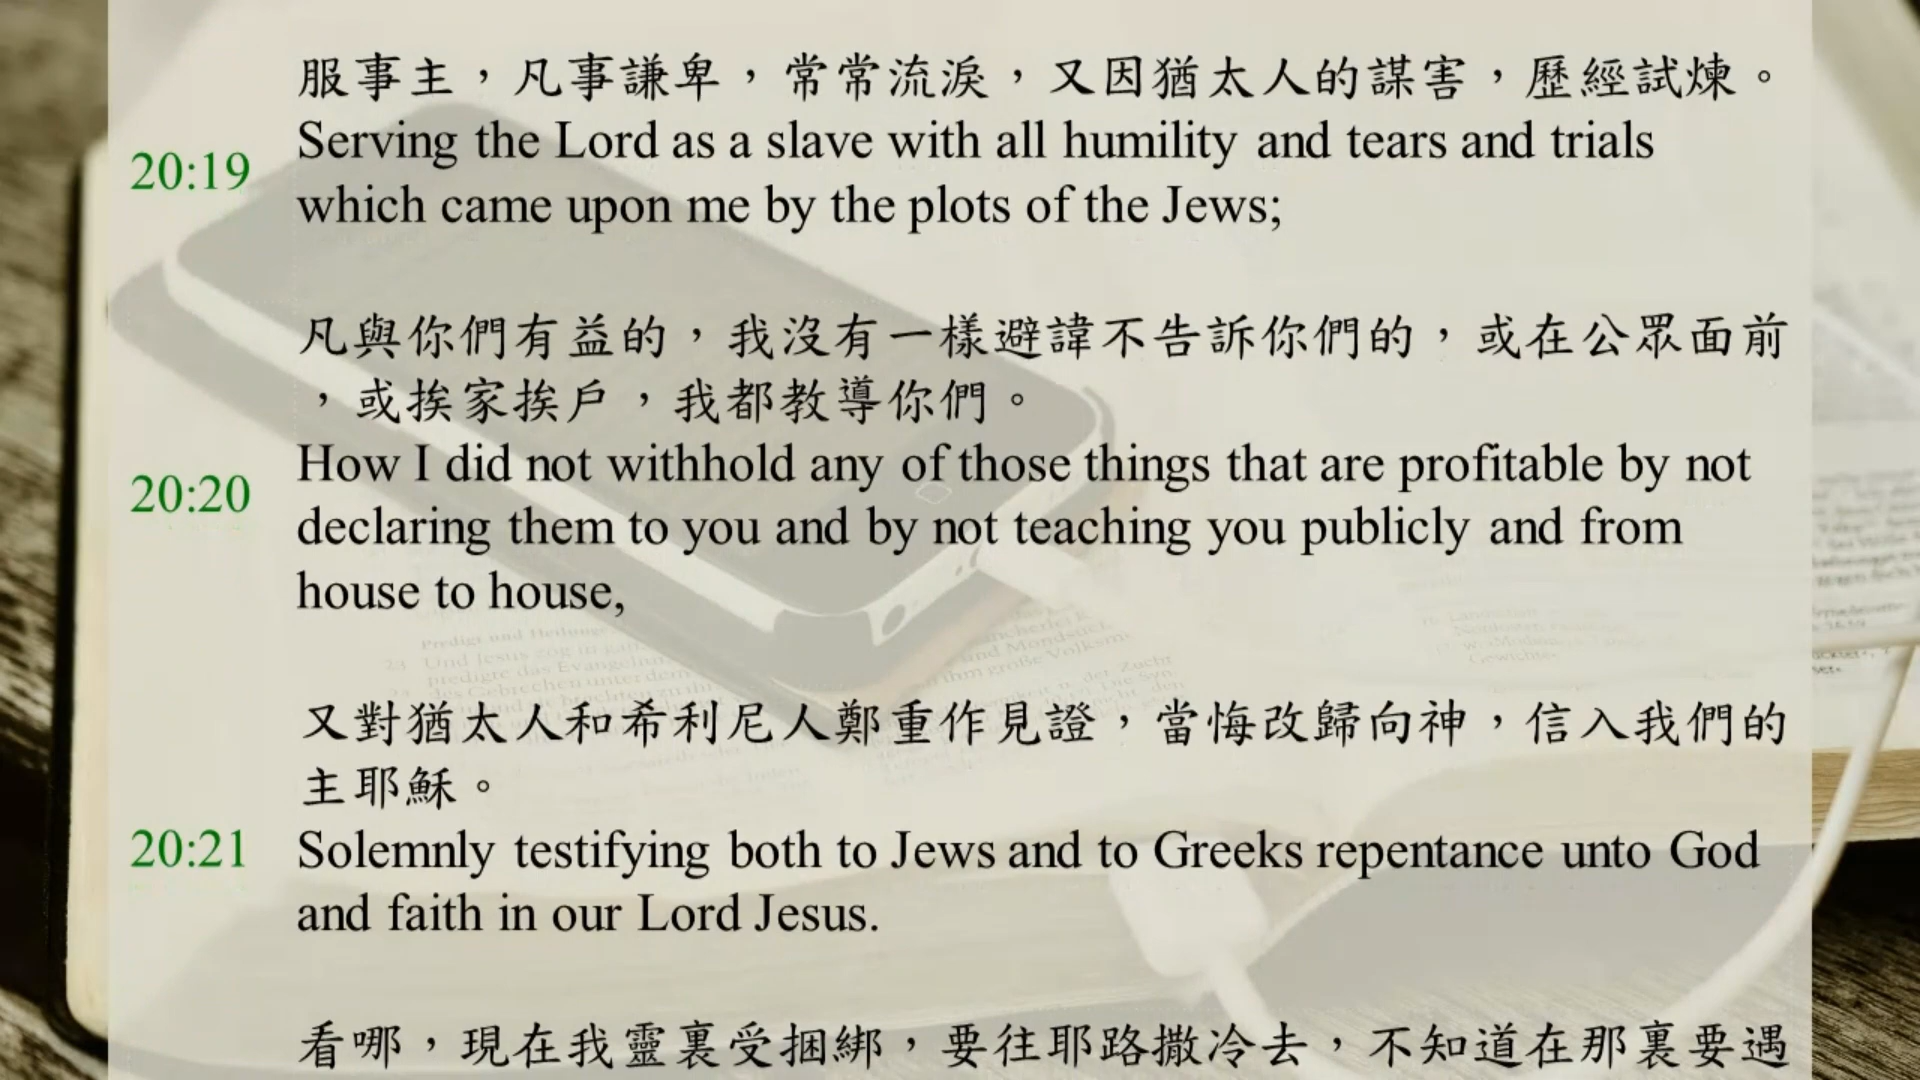 服事主，凡事謙卑，常常流淚，又因猶太人的謀害，歷經試煉。
20:19
Serving the Lord as a slave with all humility and tears and trials
which came upon me by the plots of the Jews;
凡與你們有益的，我沒有一樣避諱不告訴你們的，或在公眾面前
，或挨家挨戶，我都教導你們。
20:20
How I did not withhold any of those things that are profitable by not
declaring them to you and by not teaching you publicly and from
house to house,
又對猶太人和希利尼人鄭重作見證，當悔改歸向神，信入我們的
主耶穌。
20:21
Solemnly testifying both to Jews and to Greeks repentance unto God
and faith in our Lord Jesus.
看哪，現在我靈裏受捆綁，要往耶路撒冷去，不知道在那裏要遇